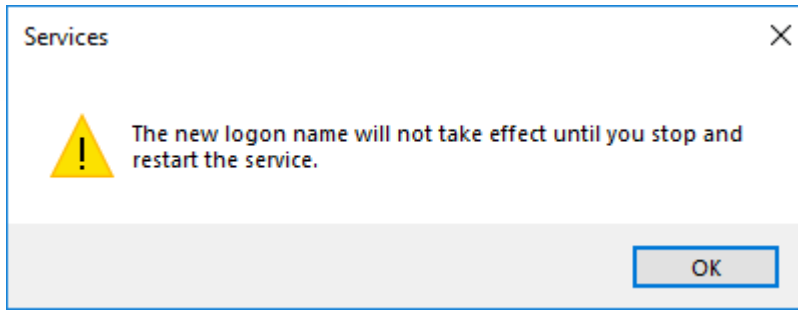 Services
The new logon name will not take effect until you stop and
restart the service.
OK